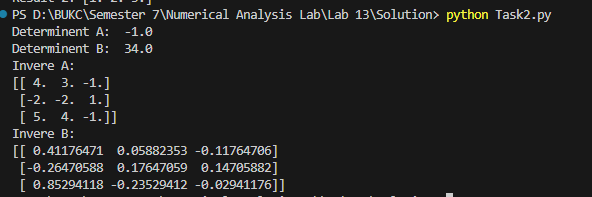 PS D:\BUKC\Semester 7\Numerical Analysis Lab\Lab 13\Solution> python Task2.py
Determinent A:  -1.0
Determinent B:  34.0
Invere A:
[[ 4.  3. -1.]
 [-2. -2.  1.]
 [ 5.  4. -1.]]
Invere B:
[[ 0.41176471  0.05882353 -0.11764706]
 [-0.26470588  0.17647059  0.14705882]
 [ 0.85294118 -0.23529412 -0.02941176]]